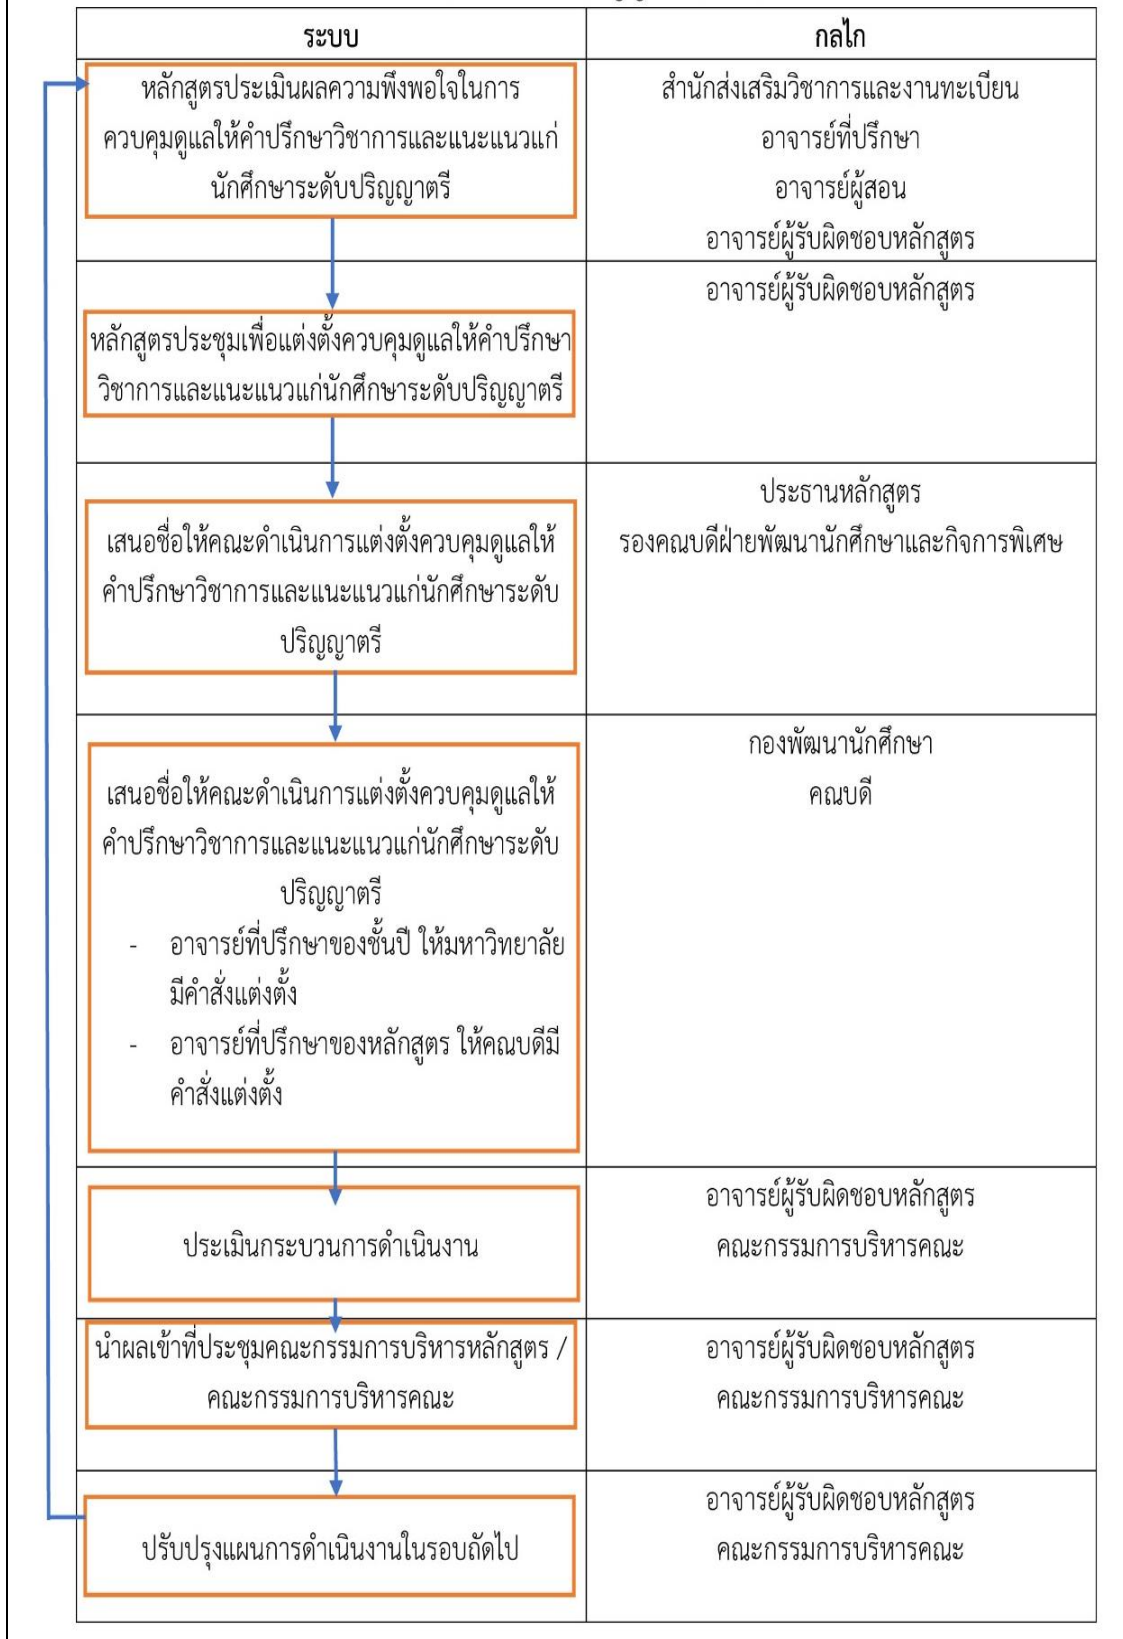 ระบบ
กลไก
หลักสูตรประเมินผลความพึงพอใจในการ
ควบคุมดูแลให้คำปรึกษาวิชาการและแนะแนวแก่
นักศึกษาระดับปริญญาตรี
สำนักส่งเสริมวิชาการและงานทะเบียน
อาจารย์ที่ปรึกษา
อาจารย์ผู้สอน
อาจารย์ผู้รับผิดชอบหลักสูตร
หลักสูตรประชุมเพื่อแต่งตั้งควบคุมดูแลให้คำปรึกษา
วิชาการและแนะแนวแก่นักศึกษาระดับปริญญาตรี
อาจารย์ผู้รับผิดชอบหลักสูตร
เสนอชื่อให้คณะดำเนินการแต่งตั้งควบคุมดูแลให้
คำปรึกษาวิชาการและแนะแนวแก่นักศึกษาระดับ
ปริญญาตรี
ประธานหลักสูตร
รองคณบดีฝ่ายพัฒนานักศึกษาและกิจการพิเศษ
เสนอชื่อให้คณะดำเนินการแต่งตั้งควบคุมดูแลให้
คำปรึกษาวิชาการและแนะแนวแก่นักศึกษาระดับ
ปริญญาตรี
- อาจารย์ที่ปรึกษาของชั้นปี ให้มหาวิทยาลัย
มีคำสั่งแต่งตั้ง
- อาจารย์ที่ปรึกษาของหลักสูตร ให้คณบดีมี
คำสั่งแต่งตั้ง
กองพัฒนานักศึกษา
คณบดี
ประเมินกระบวนการดำเนินงาน
อาจารย์ผู้รับผิดชอบหลักสูตร
คณะกรรมการบริหารคณะ
นำผลเข้าที่ประชุมคณะกรรมการบริหารหลักสูตร /
คณะกรรมการบริหารคณะ
อาจารย์ผู้รับผิดชอบหลักสูตร
คณะกรรมการบริหารคณะ
ปรับปรุงแผนการดำเนินงานในรอบถัดไป
อาจารย์ผู้รับผิดชอบหลักสูตร
คณะกรรมการบริหารคณะ